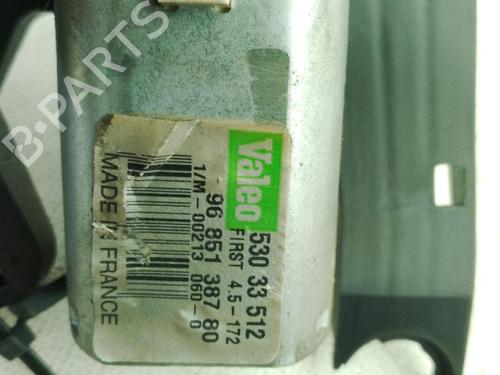 B-PARTS
Valeo
530 33 512
FIRST 4.5-172
96 851 387 80
1/M-00213 060-0
MADE IN FRANCE